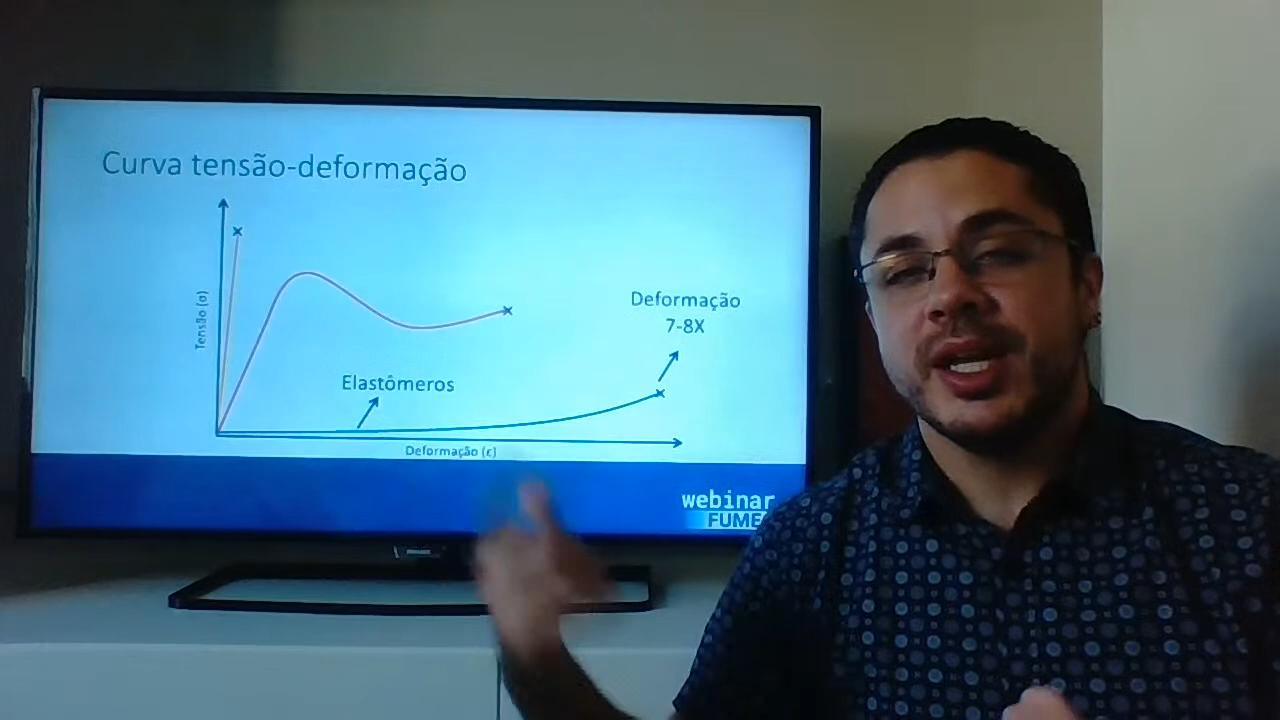 Curva tensão-deformação
Tensão (σ)
Deformação
7-8X
Elastômeros
Deformação (ε)
webinar
FUME